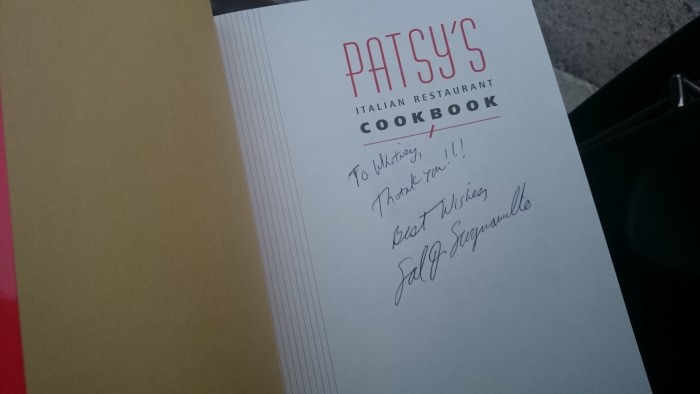 PATSY'S
ITALIAN RESTAURANT
COOKBOOK
To Whitney,
Thank you!!!
Best Wishes,
Sal J. Scognamillo